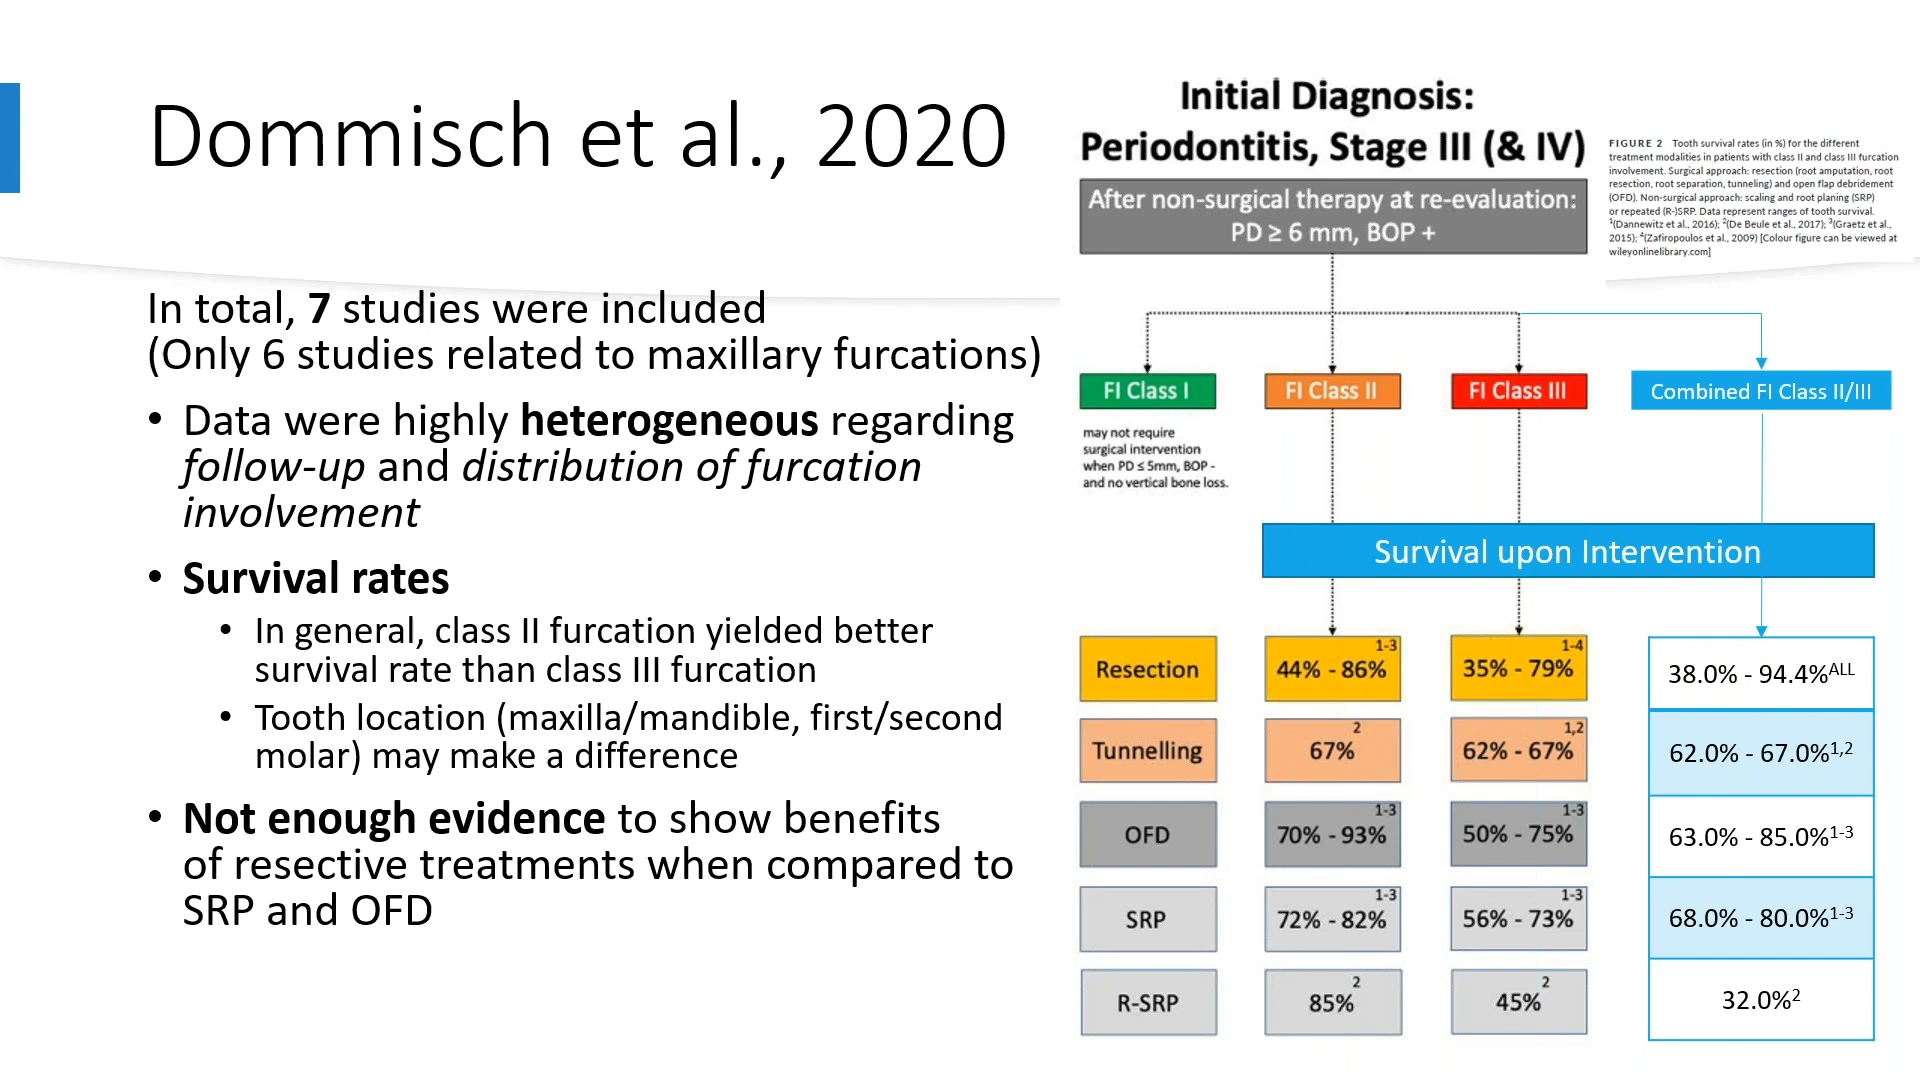 Dommisch et al., 2020
In total, 7 studies were included
(Only 6 studies related to maxillary furcations)
• Data were highly heterogeneous regarding
follow-up and distribution of furcation
involvement
• Survival rates
• In general, class II furcation yielded better
survival rate than class III furcation
• Tooth location (maxilla/mandible, first/second
molar) may make a difference
• Not enough evidence to show benefits
of resective treatments when compared to
SRP and OFD
Initial Diagnosis:
Periodontitis, Stage III (& IV)
After non-surgical therapy at re-evaluation:
PD ≥ 6 mm, BOP +
FIGURE 2 Tooth survival rates (in %) for the different
treatment modalities in patients with class II and class III furcation
involvement. Surgical approach: resection (root amputation, root
resection, root separation, tunneling) and open flap debridement
(OFD). Non-surgical approach: scaling and root planing (SRP)
or repeated (R-)SRP. Data represent ranges of tooth survival.
1(Dannewitz et al., 2016); 2(De Beule et al., 2017); 3(Graetz et al.,
2015); 4(Zafiropoulos et al., 2009) [Colour figure can be viewed at
wileyonlinelibrary.com]
FI Class I
FI Class II
FI Class III
Combined FI Class II/III
may not require
surgical intervention
when PD ≤ 5mm, BOP -
and no vertical bone loss.
Survival upon Intervention
Resection
44% - 86% 1-3
35% - 79% 1-4
38.0% - 94.4%ALL
Tunnelling
67% 2
62% - 67% 1,2
62.0% - 67.0%1,2
OFD
70% - 93% 1-3
50% - 75% 1-3
63.0% - 85.0%1-3
SRP
72% - 82% 1-3
56% - 73% 1-3
68.0% - 80.0%1-3
R-SRP
85% 2
45% 2
32.0%2